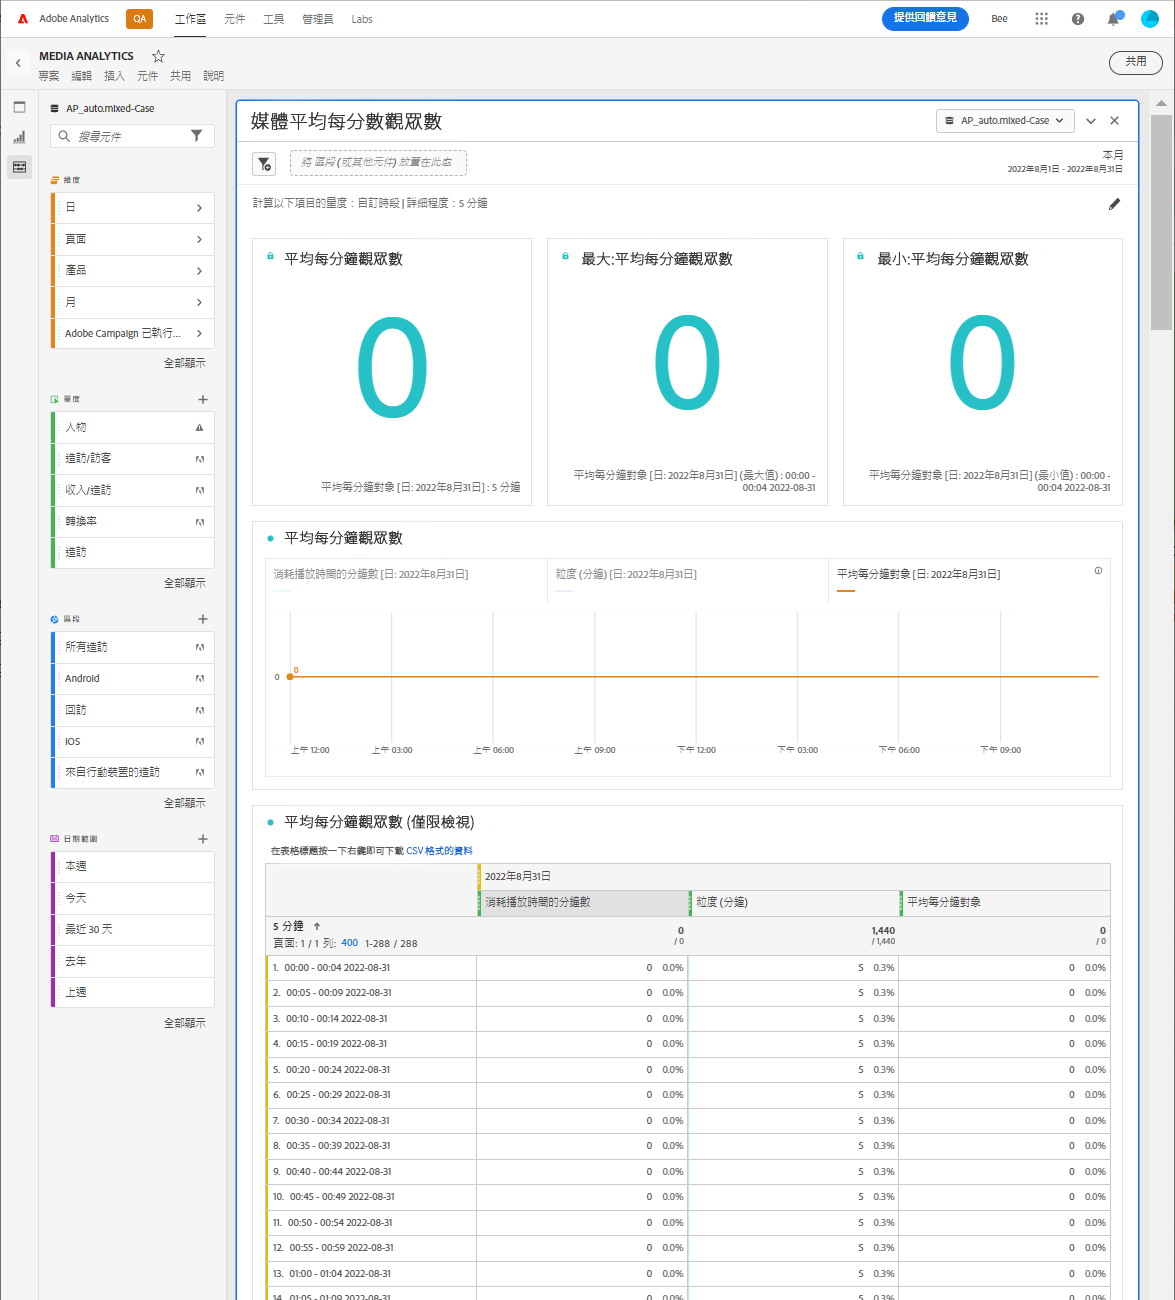 Adobe Analytics QA 工作區 元件 工具 管理員 Labs 提供回饋意見 Bee
MEDIA ANALYTICS
專案 編輯 插入 元件 共用 說明
共用
AP_auto.mixed-Case
搜尋元件
維度
日
頁面
產品
月
Adobe Campaign 已執行...
全部顯示
量度
人物
造訪/訪客
收入/造訪
轉換率
造訪
全部顯示
區段
所有造訪
Android
回訪
iOS
來自行動裝置的造訪
全部顯示
日期範圍
本週
今天
最近 30 天
去年
上週
全部顯示
媒體平均每分數觀眾數
AP_auto.mixed-Case
將 區段 (或其他元件) 放置在此處
本月
2022年8月1日 - 2022年8月31日
計算以下項目的量度：自訂時段 | 詳細程度：5 分鐘
平均每分鐘觀眾數
0
平均每分鐘對象 [日: 2022年8月31日] : 5 分鐘
最大:平均每分鐘觀眾數
0
平均每分鐘對象 [日: 2022年8月31日] (最大值) : 00:00 -
00:04 2022-08-31
最小:平均每分鐘觀眾數
0
平均每分鐘對象 [日: 2022年8月31日] (最小值) : 00:00 -
00:04 2022-08-31
平均每分鐘觀眾數
消耗播放時間的分鐘數 [日: 2022年8月31日]
粒度 (分鐘) [日: 2022年8月31日]
平均每分鐘對象 [日: 2022年8月31日]
0
0
上午 12:00 上午 03:00 上午 06:00 上午 09:00 下午 12:00 下午 03:00 下午 06:00 下午 09:00
平均每分鐘觀眾數 (僅限檢視)
在表格標題按一下右鍵即可下載 CSV 格式的資料
2022年8月31日
消耗播放時間的分鐘數 粒度 (分鐘) 平均每分鐘對象
5 分鐘 0 1,440 0
頁面: 1 / 1 列: 400 1-288 / 288 / 0 / 1,440 / 0
1. 00:00 - 00:04 2022-08-31 0 0.0% 5 0.3% 0 0.0%
2. 00:05 - 00:09 2022-08-31 0 0.0% 5 0.3% 0 0.0%
3. 00:10 - 00:14 2022-08-31 0 0.0% 5 0.3% 0 0.0%
4. 00:15 - 00:19 2022-08-31 0 0.0% 5 0.3% 0 0.0%
5. 00:20 - 00:24 2022-08-31 0 0.0% 5 0.3% 0 0.0%
6. 00:25 - 00:29 2022-08-31 0 0.0% 5 0.3% 0 0.0%
7. 00:30 - 00:34 2022-08-31 0 0.0% 5 0.3% 0 0.0%
8. 00:35 - 00:39 2022-08-31 0 0.0% 5 0.3% 0 0.0%
9. 00:40 - 00:44 2022-08-31 0 0.0% 5 0.3% 0 0.0%
10. 00:45 - 00:49 2022-08-31 0 0.0% 5 0.3% 0 0.0%
11. 00:50 - 00:54 2022-08-31 0 0.0% 5 0.3% 0 0.0%
12. 00:55 - 00:59 2022-08-31 0 0.0% 5 0.3% 0 0.0%
13. 01:00 - 01:04 2022-08-31 0 0.0% 5 0.3% 0 0.0%
14. 01:05 - 01:09 2022-08-31 0 0.0% 5 0.3% 0 0.0%